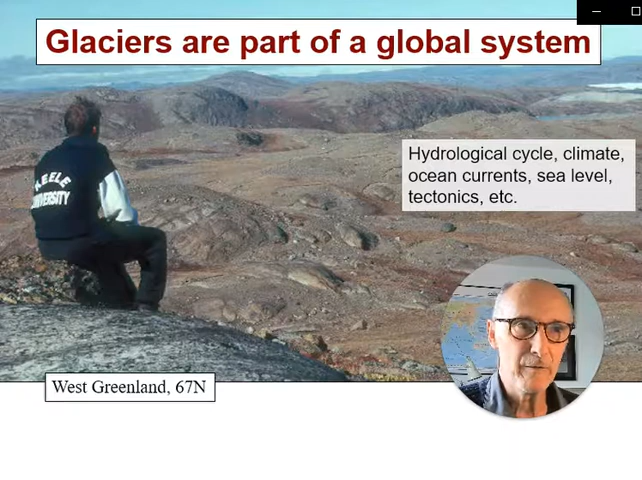 Glaciers are part of a global system
Hydrological cycle, climate,
ocean currents, sea level,
tectonics, etc.
KEELE
UNIVERSITY
West Greenland, 67N